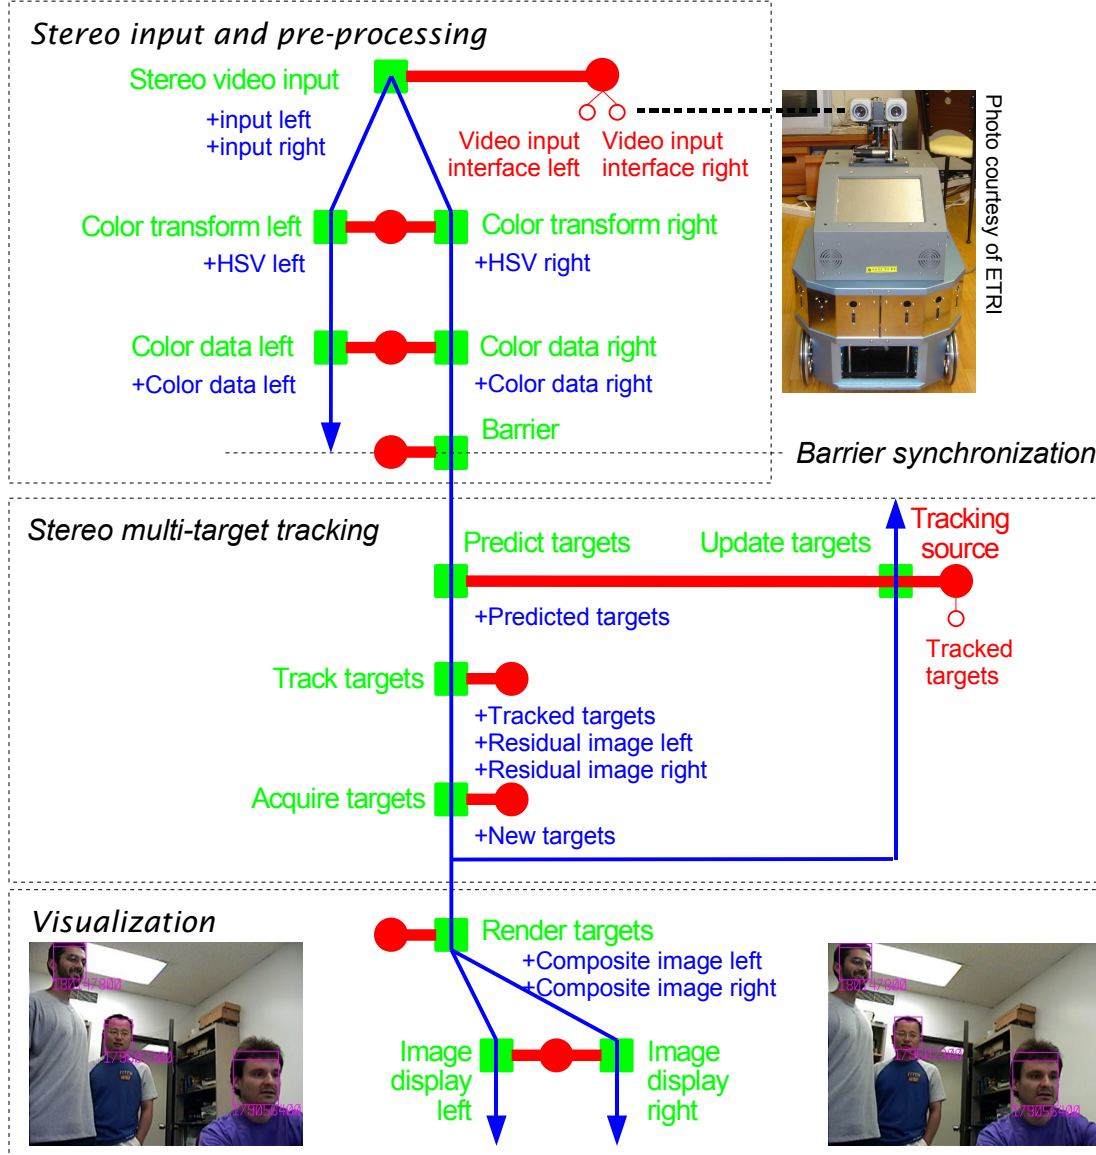 Stereo input and pre-processing
Stereo video input
+input left
+input right
Video input
interface left
Video input
interface right
Photo courtesy of ETRI
Color transform left
Color transform right
+HSV left
+HSV right
Color data left
Color data right
+Color data left
+Color data right
Barrier
Barrier synchronization
Stereo multi-target tracking
Predict targets
Update targets
Tracking
source
+Predicted targets
Tracked
targets
Track targets
+Tracked targets
+Residual image left
+Residual image right
Acquire targets
+New targets
Visualization
Render targets
+Composite image left
+Composite image right
Image
display
left
Image
display
right
179056400
179056400